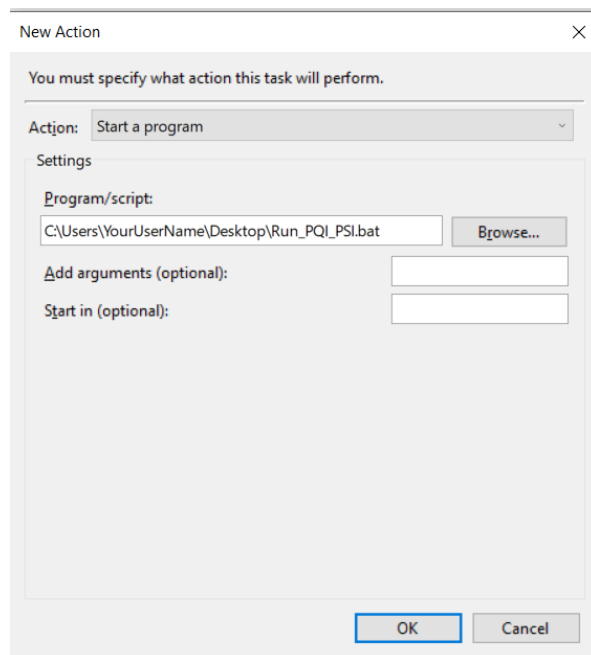 New Action
You must specify what action this task will perform.
Action: Start a program
Settings
Program/script:
C:\Users\YourUserName\Desktop\Run_PQI_PSI.bat Browse...
Add arguments (optional):
Start in (optional):
OK Cancel